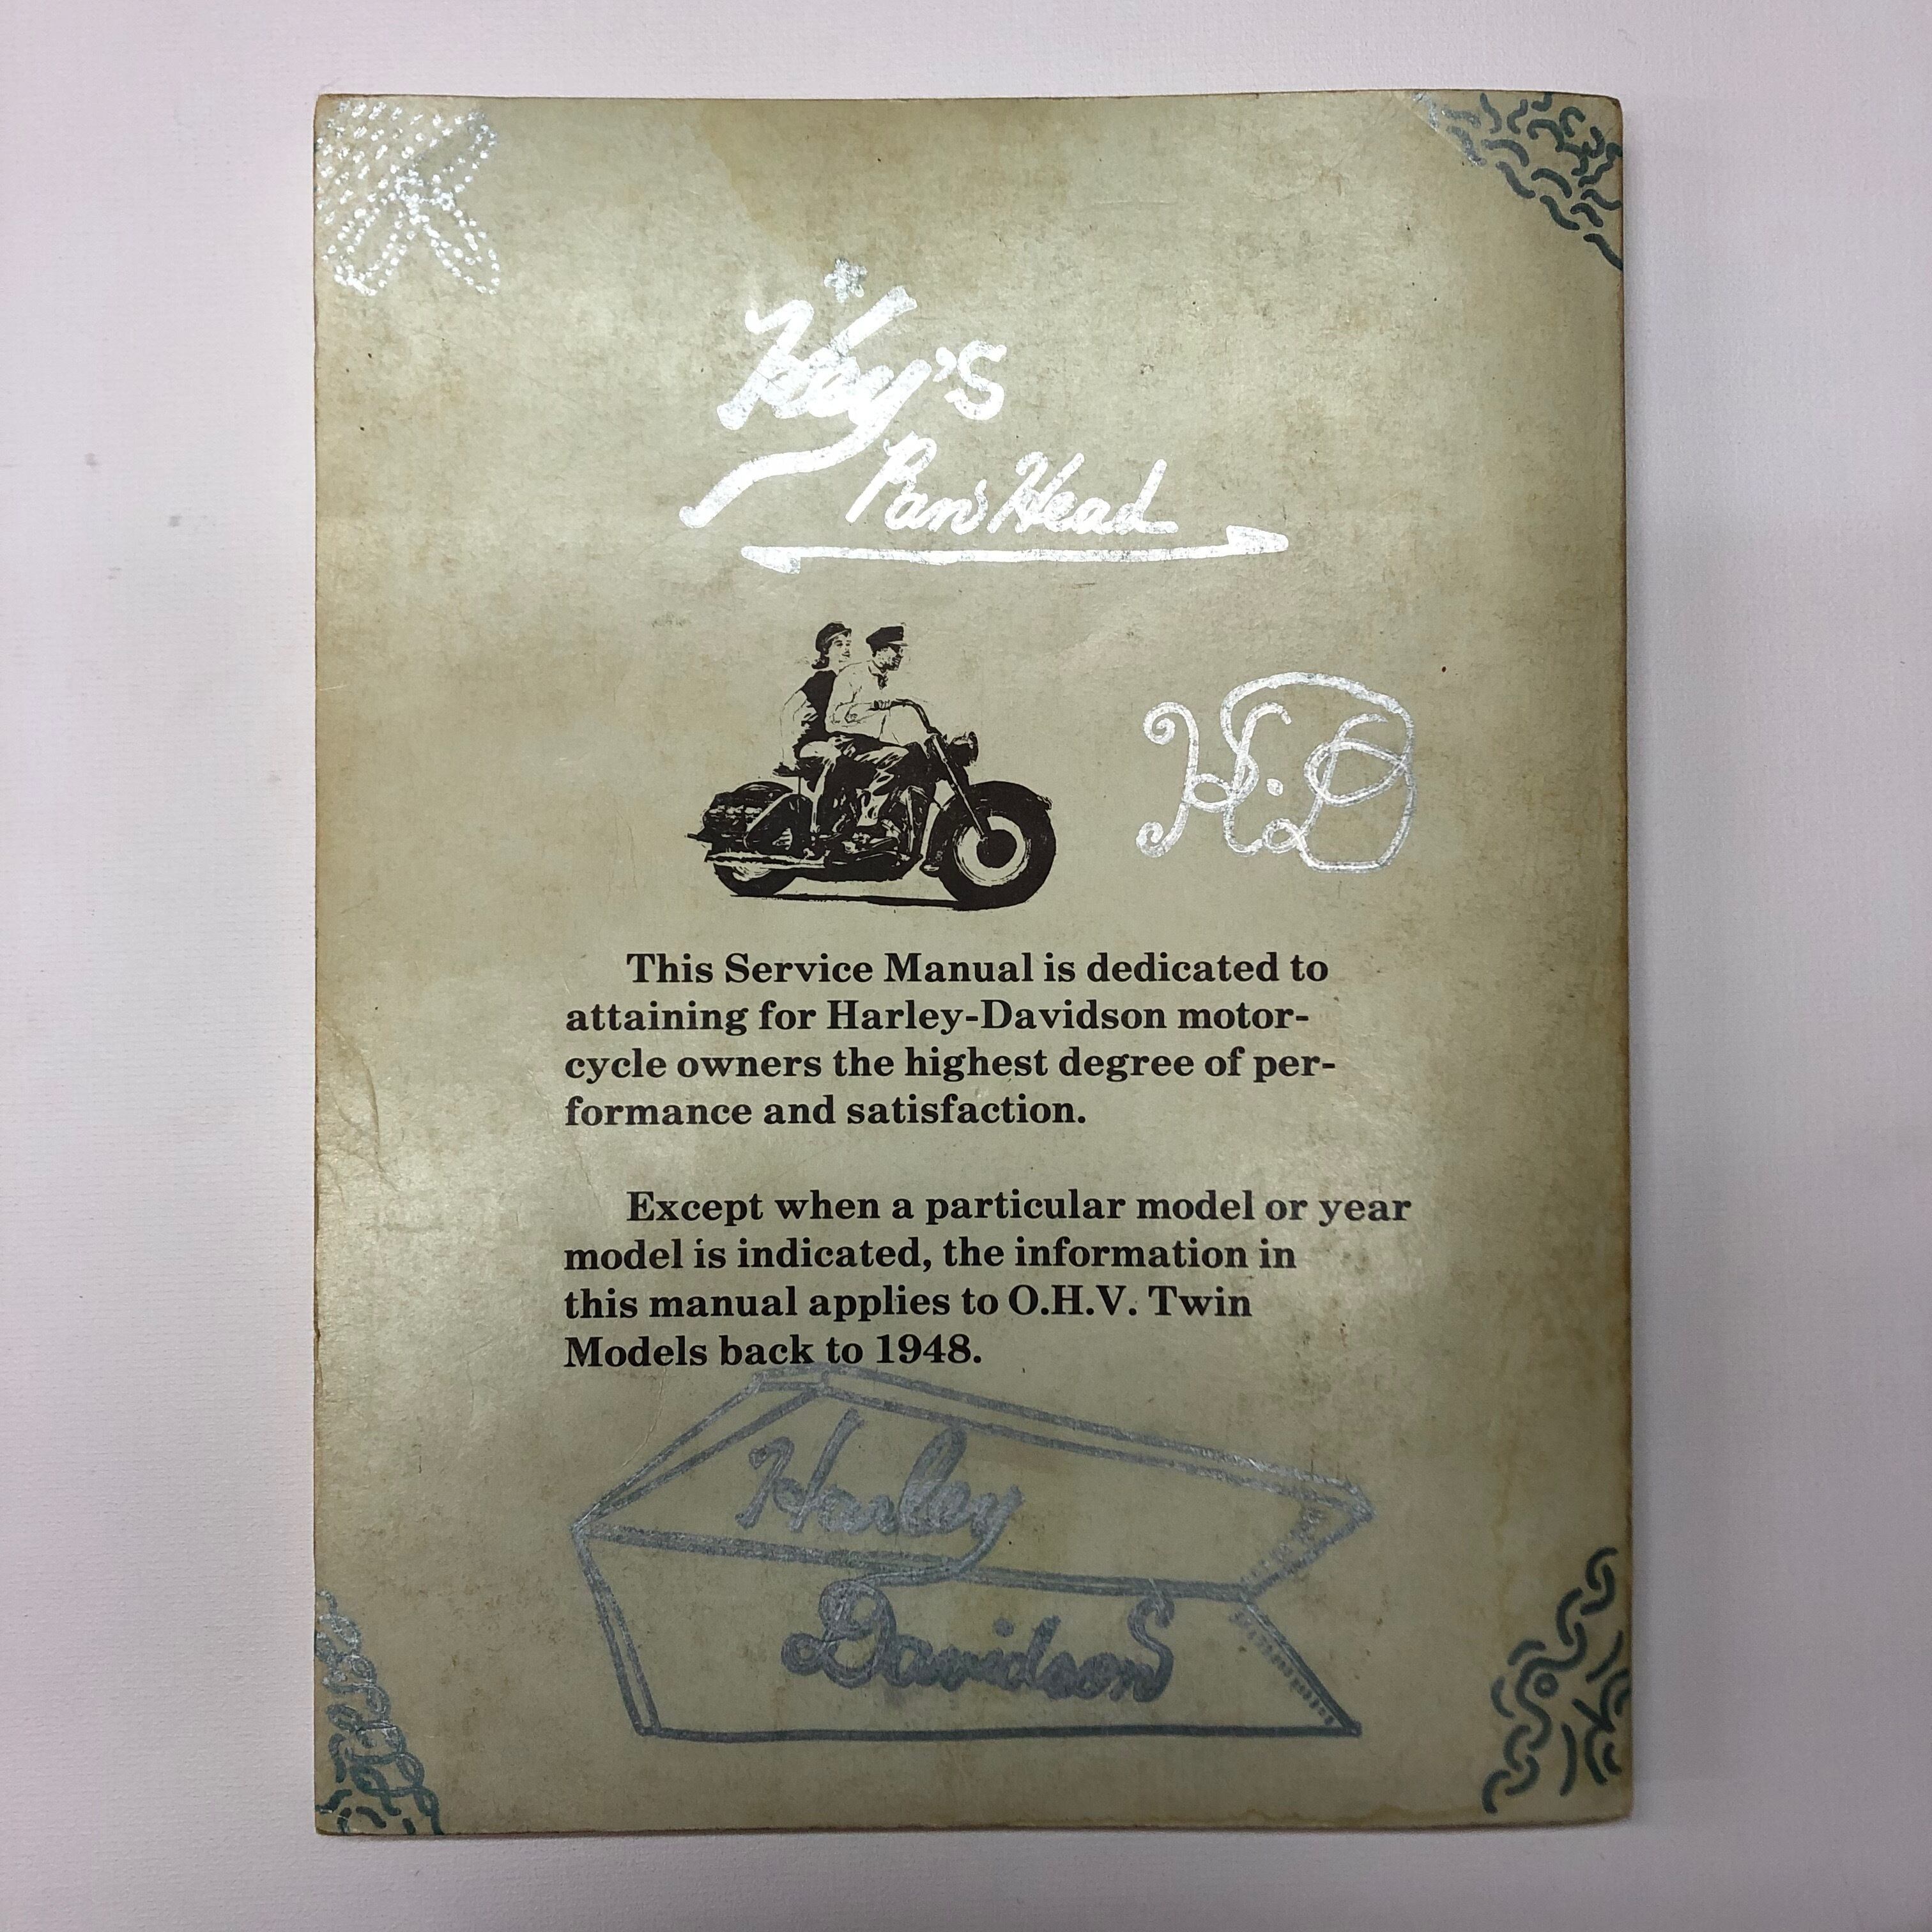 Pan Head
H.D
This Service Manual is dedicated to
attaining for Harley-Davidson motor-
cycle owners the highest degree of per-
formance and satisfaction.
Except when a particular model or year
model is indicated, the information in
this manual applies to O.H.V. Twin
Models back to 1948.
Harley
Davidson